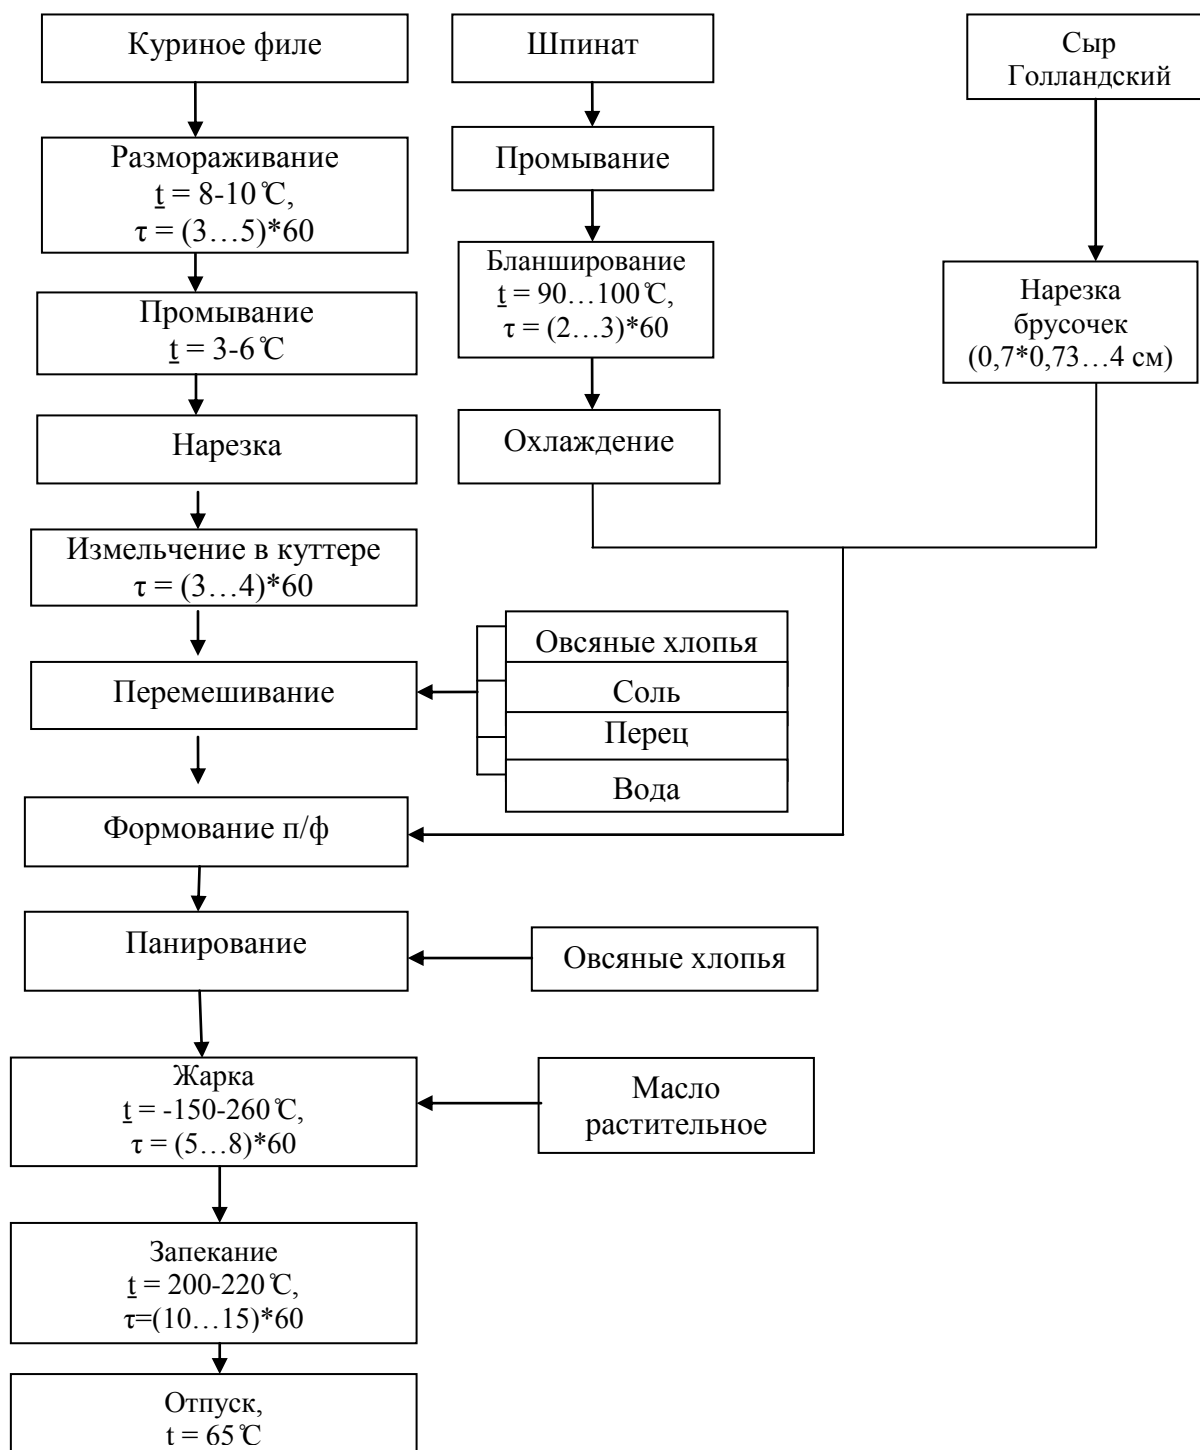 Куриное филе
Шпинат
Сыр
Голландский
Размораживание
t = 8-10 ℃,
τ = (3…5)*60
Промывание
Бланширование
t = 90…100℃,
τ = (2…3)*60
Нарезка
брусочек
(0,7*0,73…4 см)
Промывание
t = 3-6 ℃
Нарезка
Охлаждение
Измельчение в куттере
τ = (3…4)*60
Перемешивание
Овсяные хлопья
Соль
Перец
Вода
Формование п/ф
Панирование
Овсяные хлопья
Жарка
t = -150-260 ℃,
τ = (5…8)*60
Масло
растительное
Запекание
t = 200-220 ℃,
τ=(10…15)*60
Отпуск,
t = 65 ℃